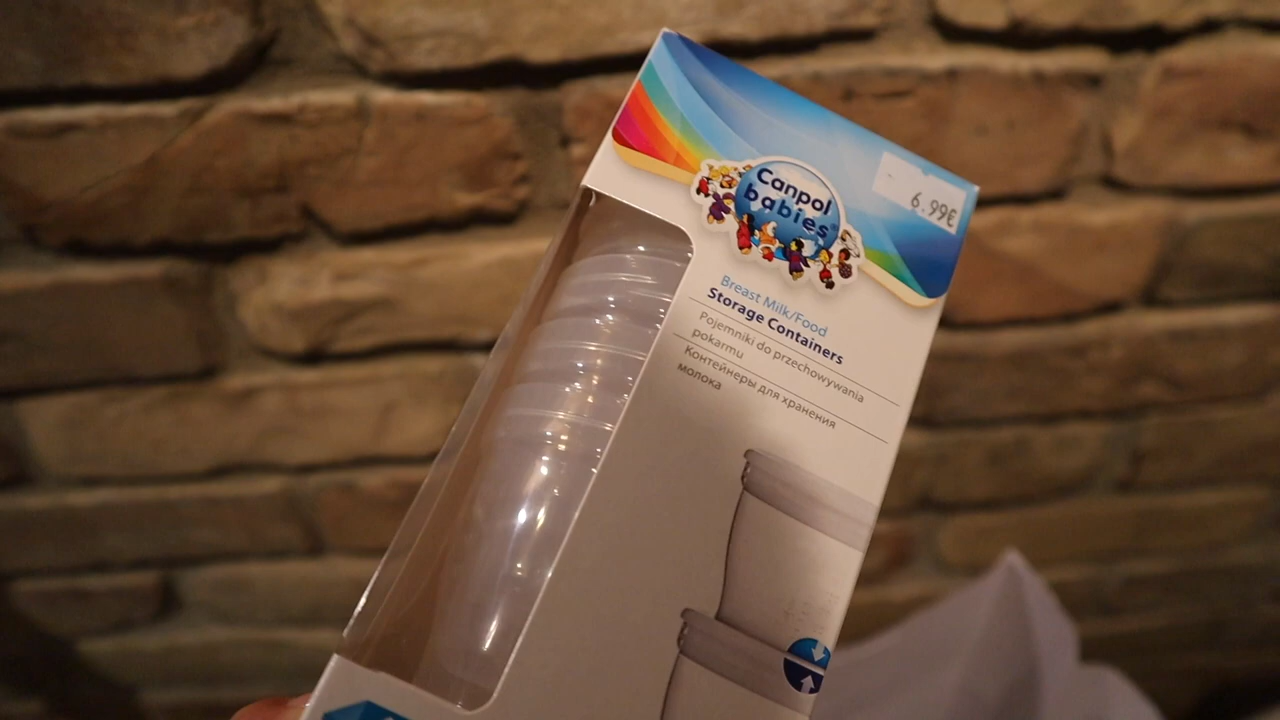 6.99€
Canpol
babies
Breast Milk/Food
Storage Containers
Pojemniki do przechowywania
pokarmu
Контейнеры для хранения
молока